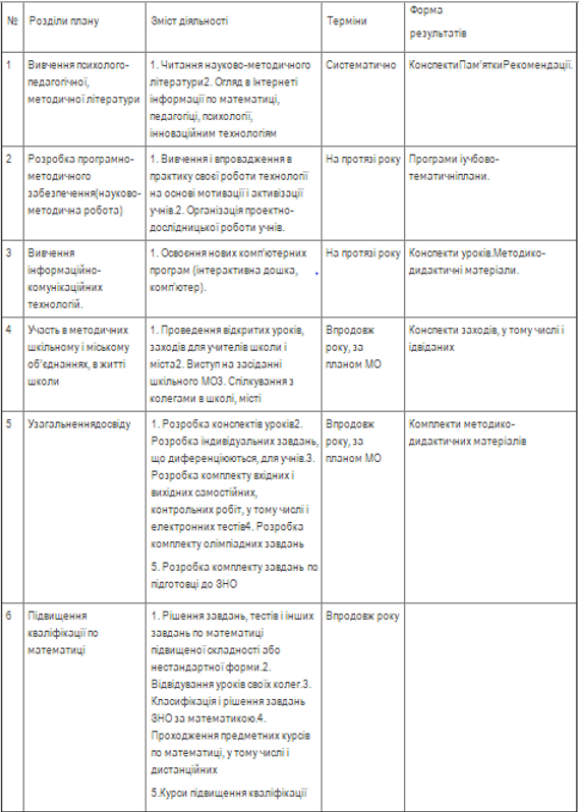 №
Розділи плану
Зміст діяльності
Терміни
Форма
результатів
1
Вивчення психолого-
педагогічної,
методичної літератури
1. Читання науково-методичного
літератури2. Огляд в Інтернеті
інформації по математиці,
педагогіці, психології,
інноваційним технологіям
Систематично
КонспектиПам'яткиРекомендації.
2
Розробка програмно-
методичного
забезпечення(науково-
методична робота)
1. Вивчення і впровадження в
практику своєї роботи технології
на основі мотивації і активізації
учнів.2. Організація проектно-
дослідницької роботи учнів.
На протязі року
Програми іучбово-
тематичніплани.
3
Вивчення
інформаційно-
комунікаційних
технологій.
1. Освоєння нових комп'ютерних
програм (інтерактивна дошка,
комп'ютер).
На протязі року
Конспекти уроків.Методико-
дидактичні матеріали.
4
Участь в методичних
шкільному і міському
об'єднаннях, в житті
школи
1. Проведення відкритих уроків,
заходів для учителів школи і
міста2. Виступ на засіданні
шкільного МО3. Спілкування з
колегами в школі, місті
Впродовж
року, за
планом МО
Конспекти заходів, у тому числі і
ідвіданих
5
Узагальненнядосвіду
1. Розробка конспектів уроків2.
Розробка індивідуальних завдань,
що диференціюються, для учнів.3.
Розробка комплекту вхідних і
вихідних самостійних,
контрольних робіт, у тому числі і
електронних тестів4. Розробка
комплекту олімпіадних завдань
5. Розробка комплекту завдань по
підготовці до ЗНО
Впродовж
року, за
планом МО
Комплекти методико-
дидактичних матеріалів
6
Підвищення
кваліфікації по
математиці
1. Рішення завдань, тестів і інших
завдань по математиці
підвищеної складності або
нестандартної форми.2.
Відвідування уроків своїх колег.3.
Класифікація і рішення завдань
ЗНО за математикою.4.
Проходження предметних курсів
по математиці, у тому числі і
дистанційних
5.Курси підвищення кваліфікації
Впродовж року